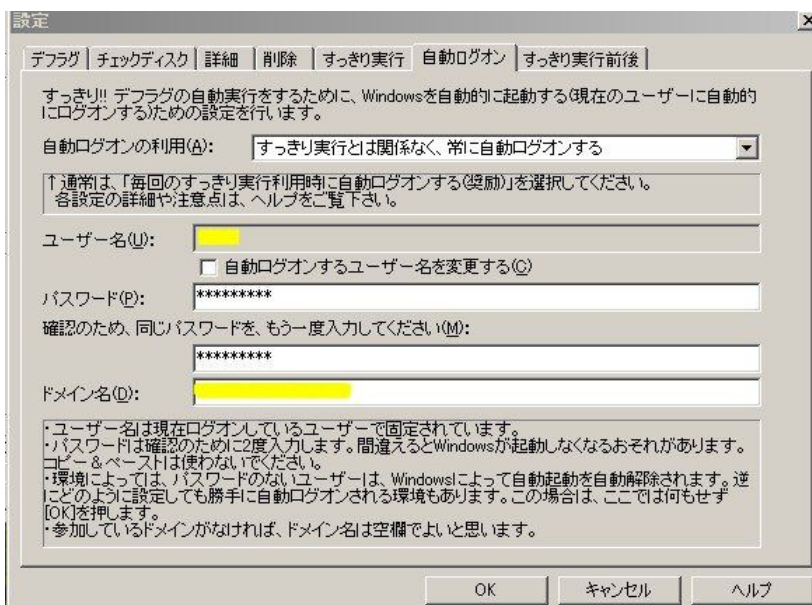 設定
デフラグ チェックディスク 詳細 削除 すっきり実行 自動ログオン すっきり実行前後
すっきり!! デフラグの自動実行をするために、Windowsを自動的に起動する(現在のユーザーに自動的
にログオンする)ための設定を行います。
自動ログオンの利用(A): すっきり実行とは関係なく、常に自動ログオンする
↑通常は、「毎回のすっきり実行利用時に自動ログオンする(奨励)」を選択してください。
各設定の詳細や注意点は、ヘルプをご覧下さい。
ユーザー名(U):
自動ログオンするユーザー名を変更する(C)
パスワード(P): *********
確認のため、同じパスワードを、もう一度入力してください(M):
*********
ドメイン名(D):
・ユーザー名は現在ログオンしているユーザーで固定されています。
・パスワードは確認のために2度入力します。間違えるとWindowsが起動しなくなるおそれがあります。
コピー&ペーストは使わないでください。
・環境によっては、パスワードのないユーザーは、Windowsによって自動起動を自動解除されます。逆
にどのように設定しても勝手に自動ログオンされる環境もあります。この場合は、ここでは何もせず
[OK]を押します。
・参加しているドメインがなければ、ドメイン名は空欄でよいと思います。
OK キャンセル ヘルプ